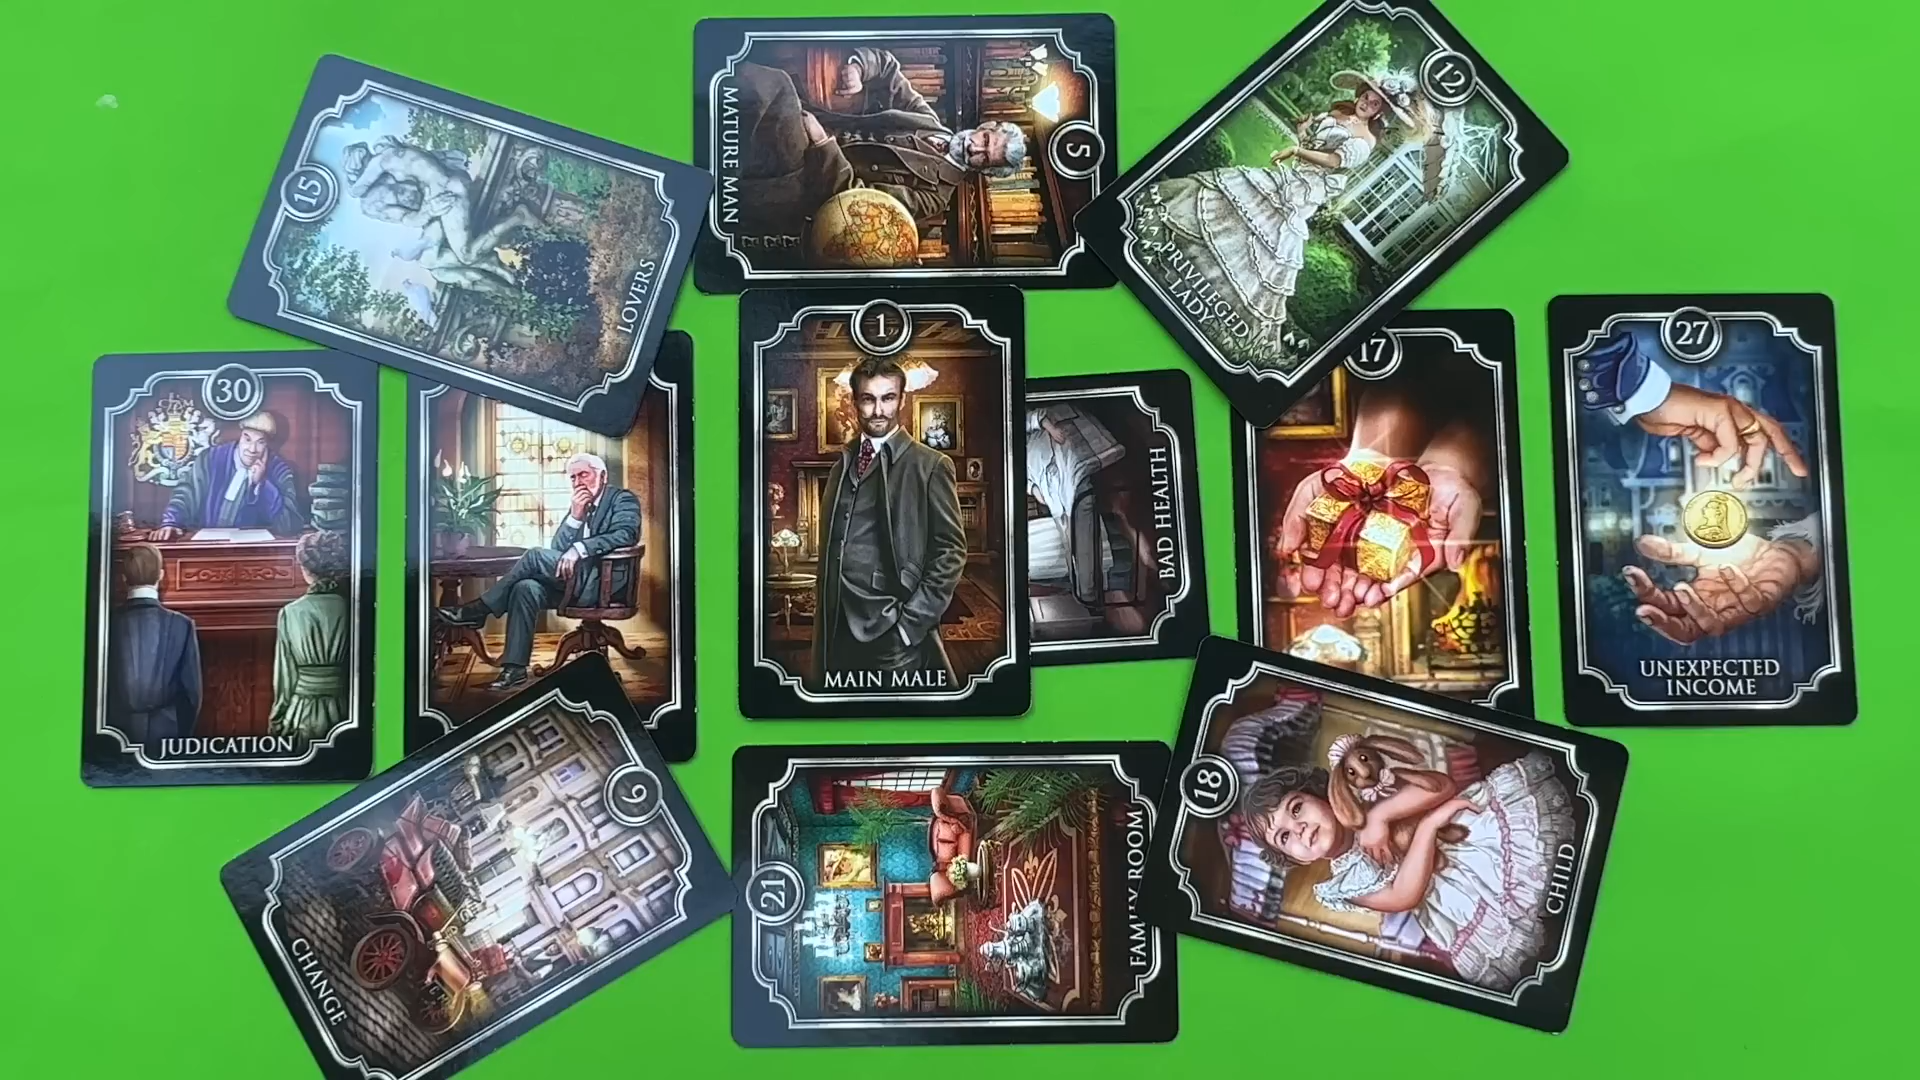 5
MATURE MAN
12
PRIVILEGED
LADY
15
LOVERS
30
JUDICATION
1
MAIN MALE
BAD HEALTH
17
27
UNEXPECTED
INCOME
9
CHANGE
21
FAMILY ROOM
18
CHILD